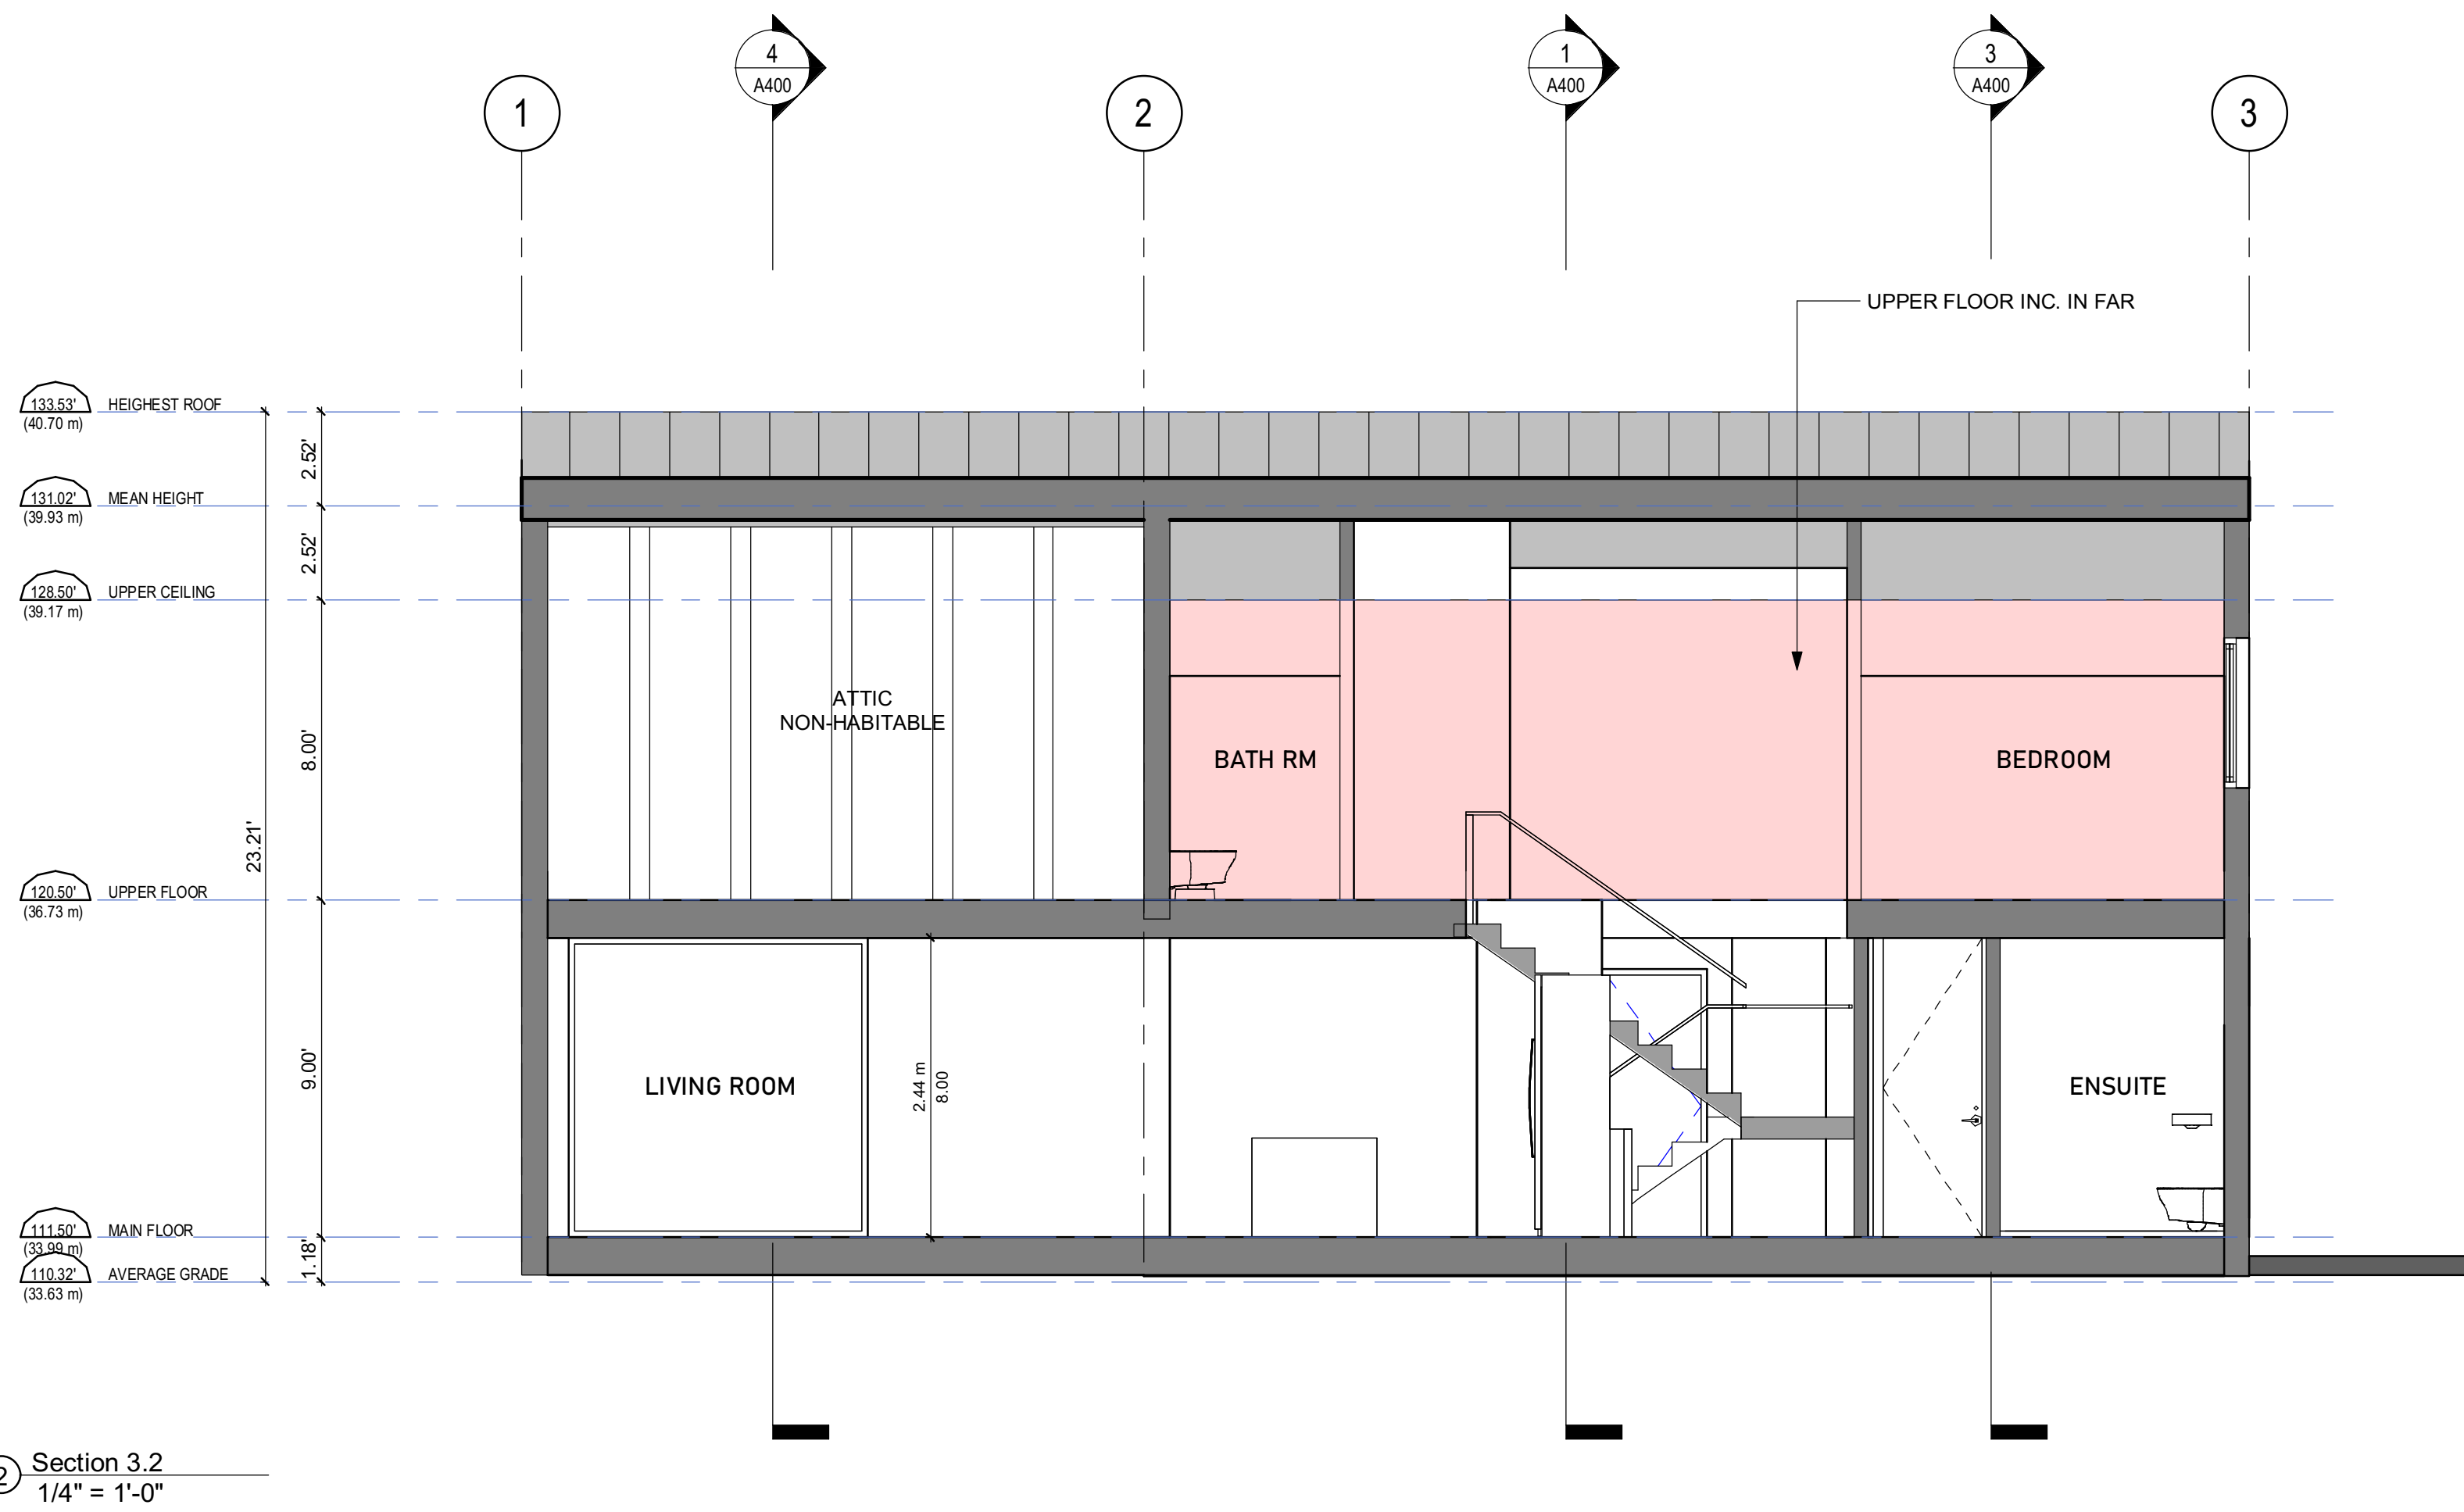 4
A400
1
A400
3
A400
1
2
3
UPPER FLOOR INC. IN FAR
133.53'
HEIGHEST ROOF
(40.70 m)
2.52'
131.02'
MEAN HEIGHT
(39.93 m)
2.52'
128.50'
UPPER CEILING
(39.17 m)
ATTIC
NON-HABITABLE
8.00'
BATH RM
BEDROOM
23.21'
120.50'
UPPER FLOOR
(36.73 m)
9.00'
LIVING ROOM
2.44 m
8.00
ENSUITE
111.50'
MAIN FLOOR
(33.99 m)
1.18'
110.32'
AVERAGE GRADE
(33.63 m)
2
Section 3.2
1/4" = 1'-0"